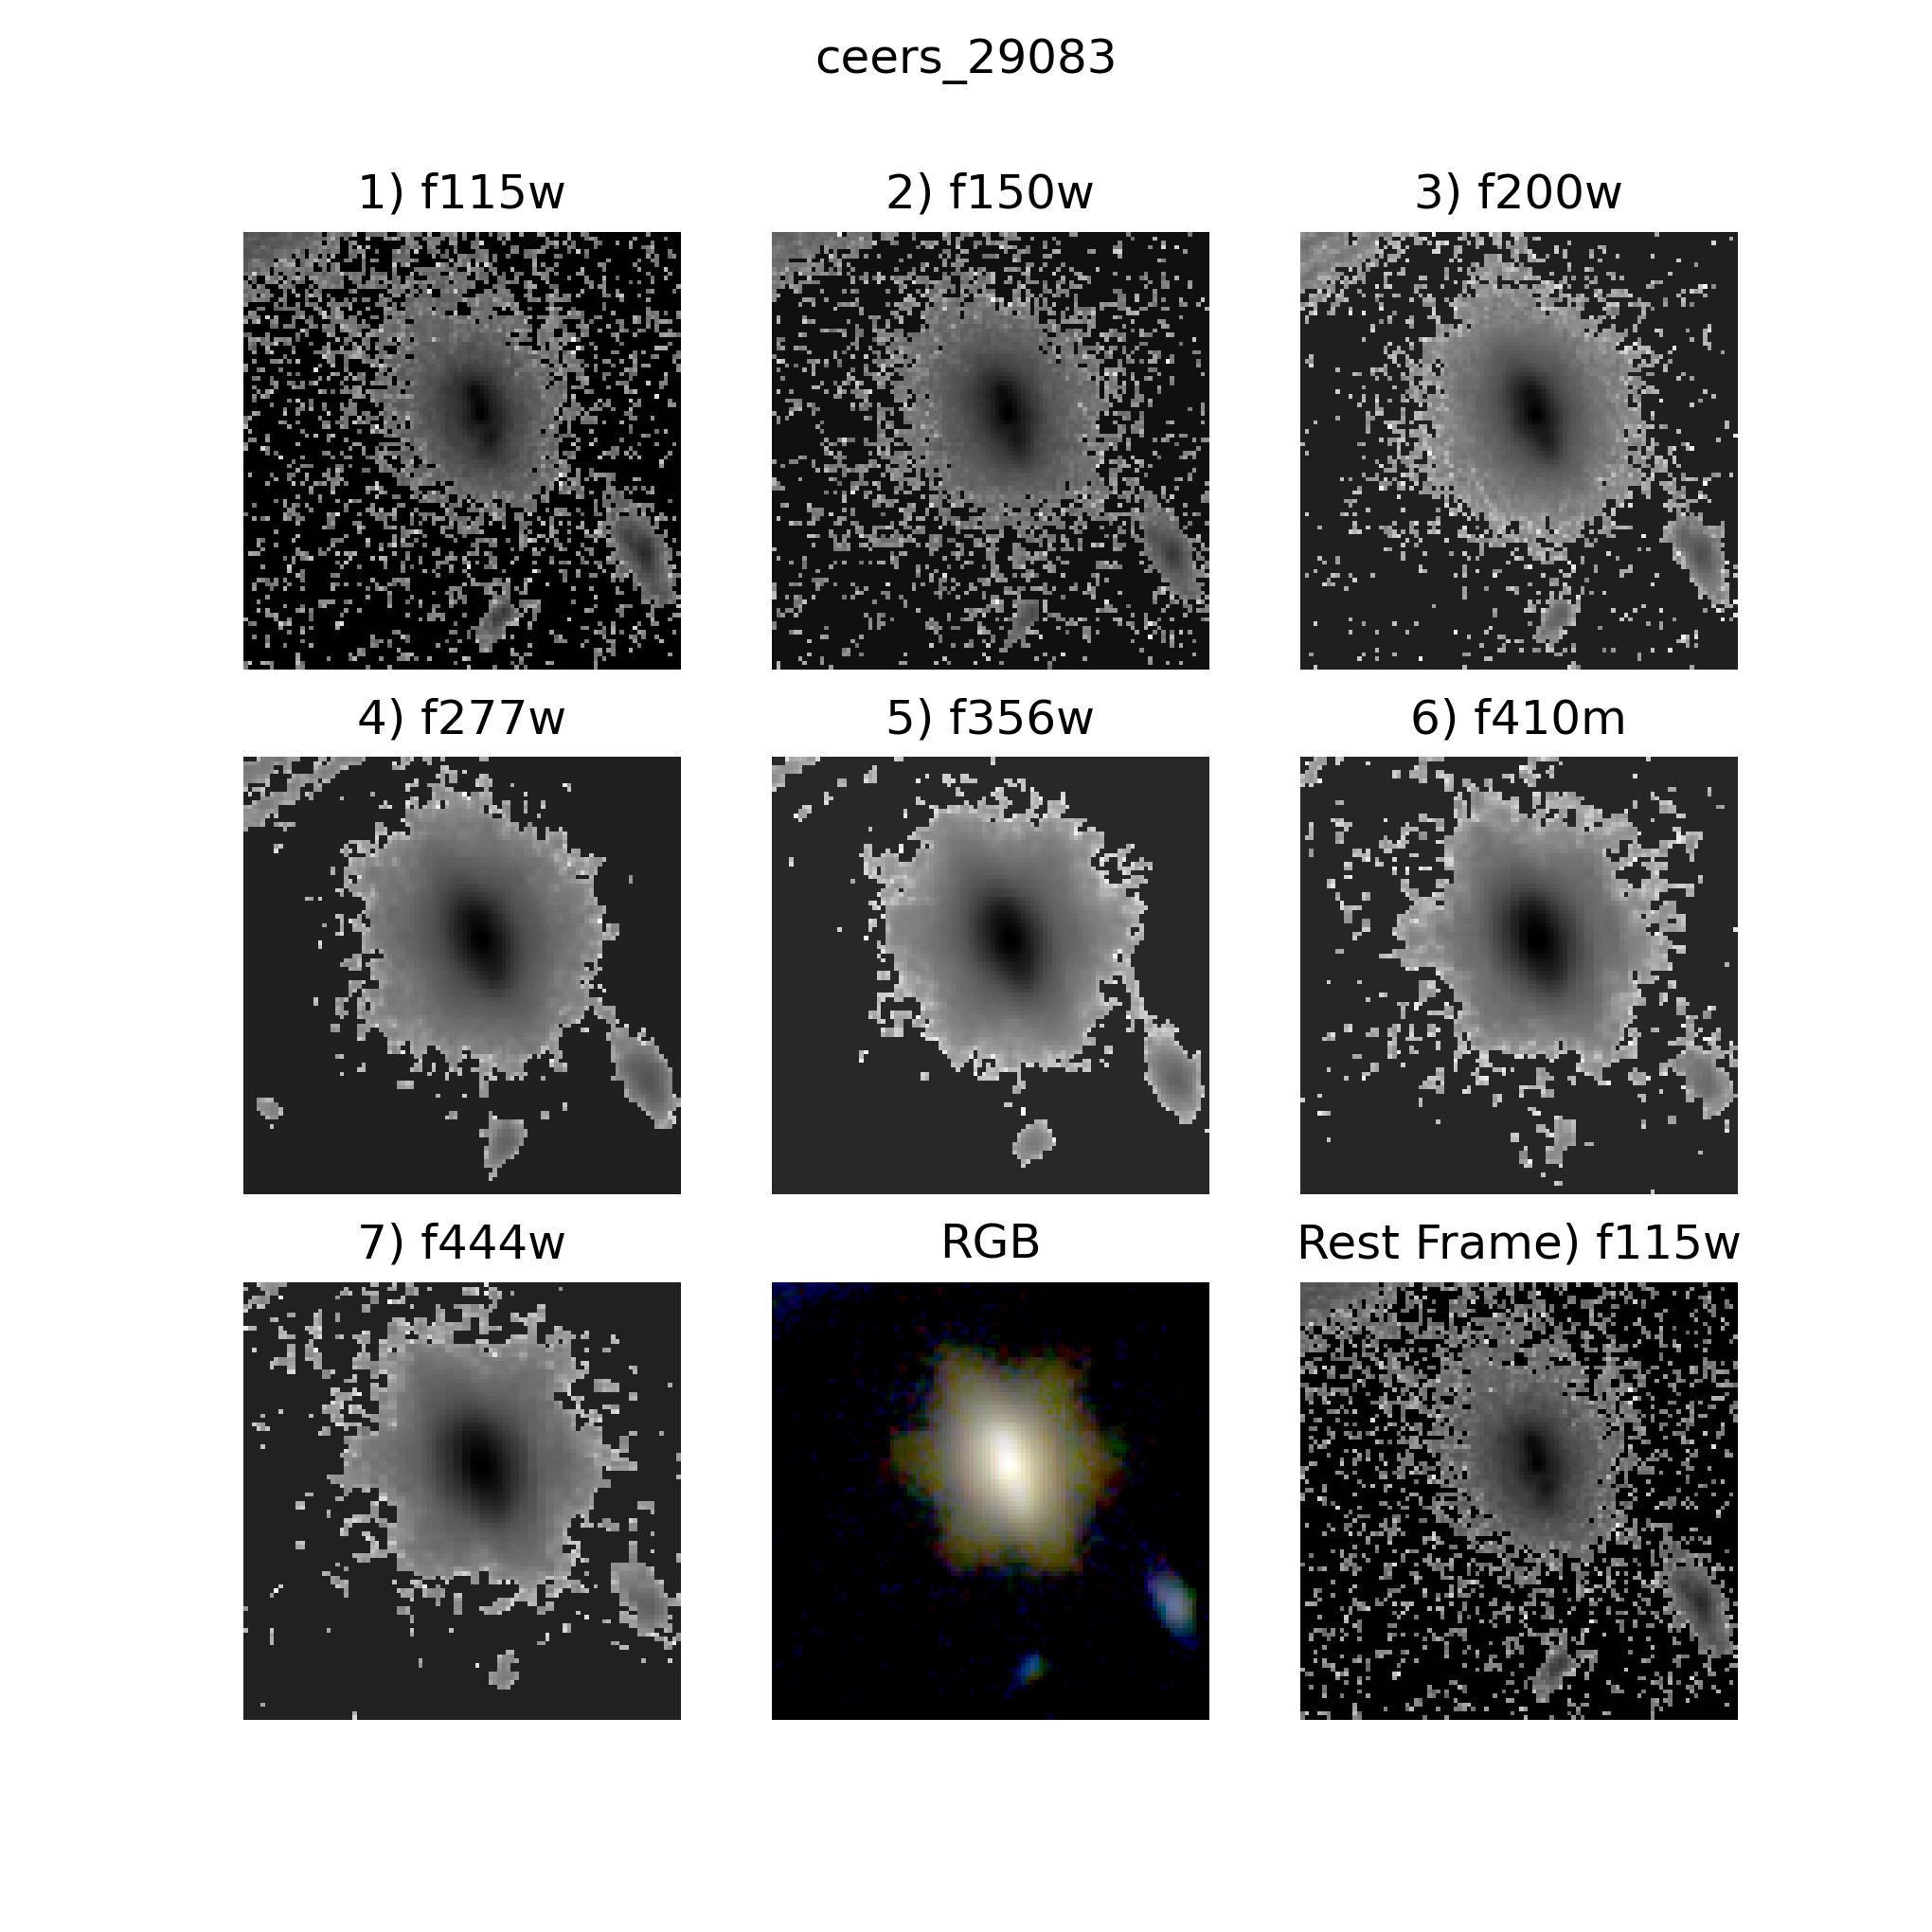 ceers_29083
1) f115w
2) f150w
3) f200w
4) f277w
5) f356w
6) f410m
7) f444w
RGB
Rest Frame) f115w